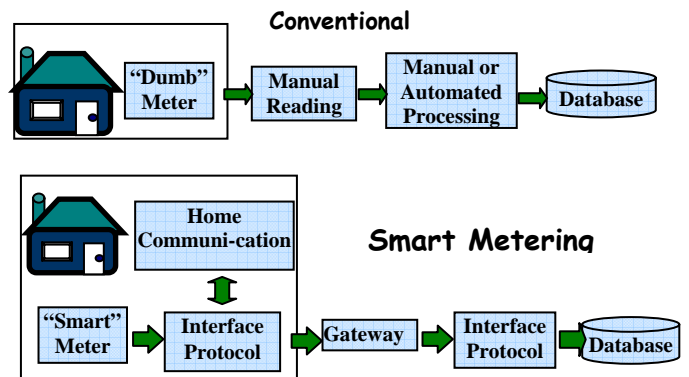 Conventional
“Dumb”
Meter
Manual
Reading
Manual or
Automated
Processing
Database
Home
Communi-cation
Smart Metering
“Smart”
Meter
Interface
Protocol
Gateway
Interface
Protocol
Database